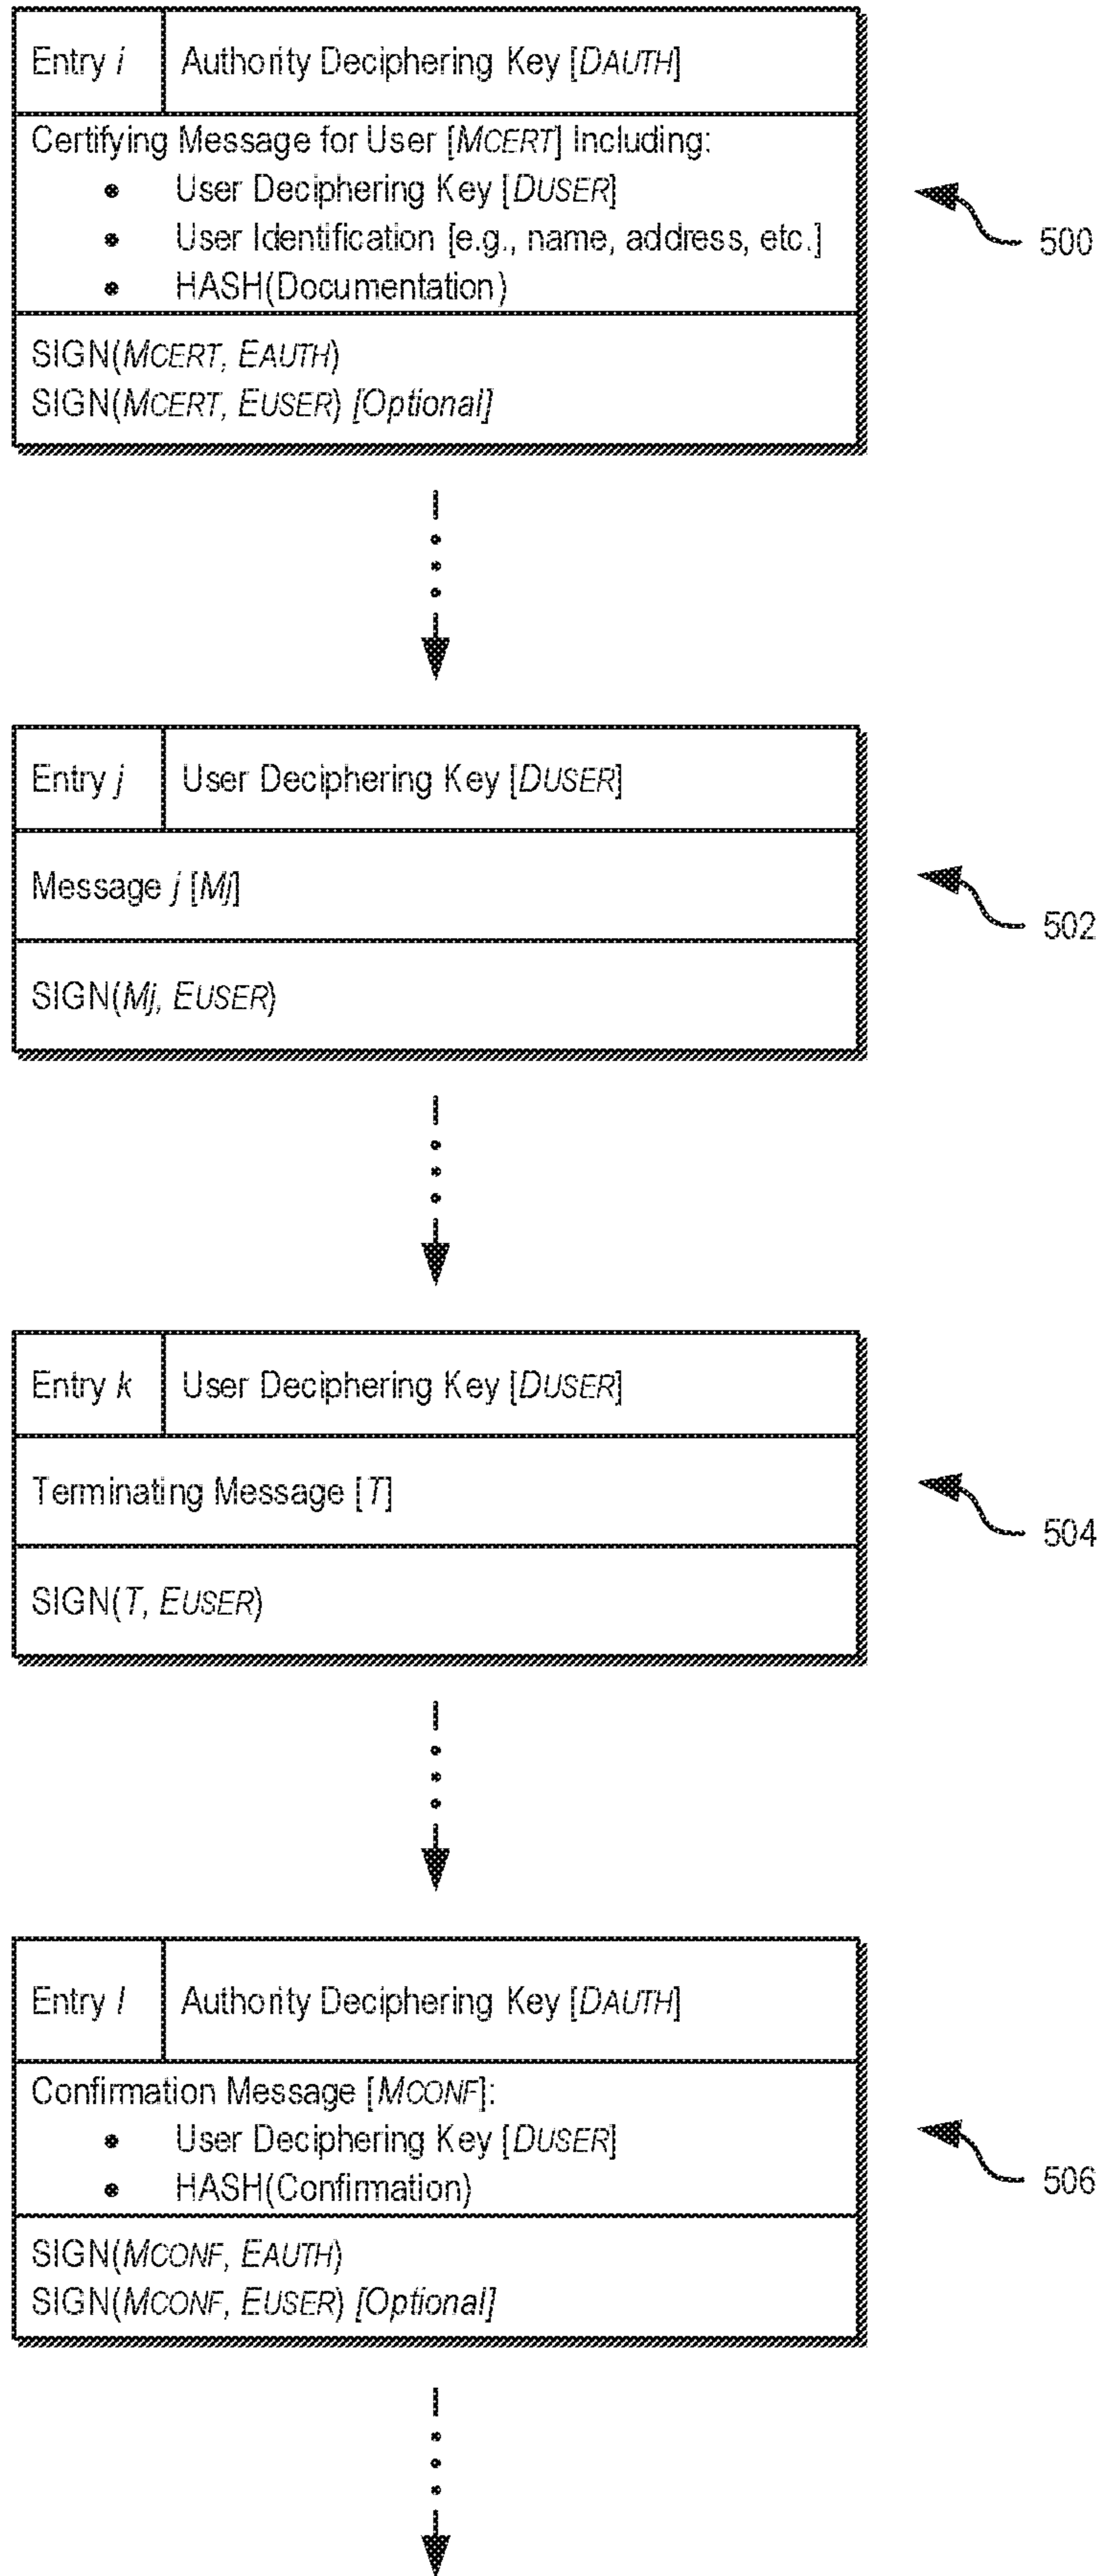 Entry i Authority Deciphering Key [DAUTH]
Certifying Message for User [MCERT] Including:
• User Deciphering Key [DUSER]
• User Identification [e.g., name, address, etc.]
• HASH(Documentation)
500
SIGN(MCERT, EAUTH)
SIGN(MCERT, EUSER) [Optional]
Entry j User Deciphering Key [DUSER]
Message j [Mj]
502
SIGN(Mj, EUSER)
Entry k User Deciphering Key [DUSER]
Terminating Message [T]
504
SIGN(T, EUSER)
Entry l Authority Deciphering Key [DAUTH]
Confirmation Message [MCONF]:
• User Deciphering Key [DUSER]
• HASH(Confirmation)
506
SIGN(MCONF, EAUTH)
SIGN(MCONF, EUSER) [Optional]